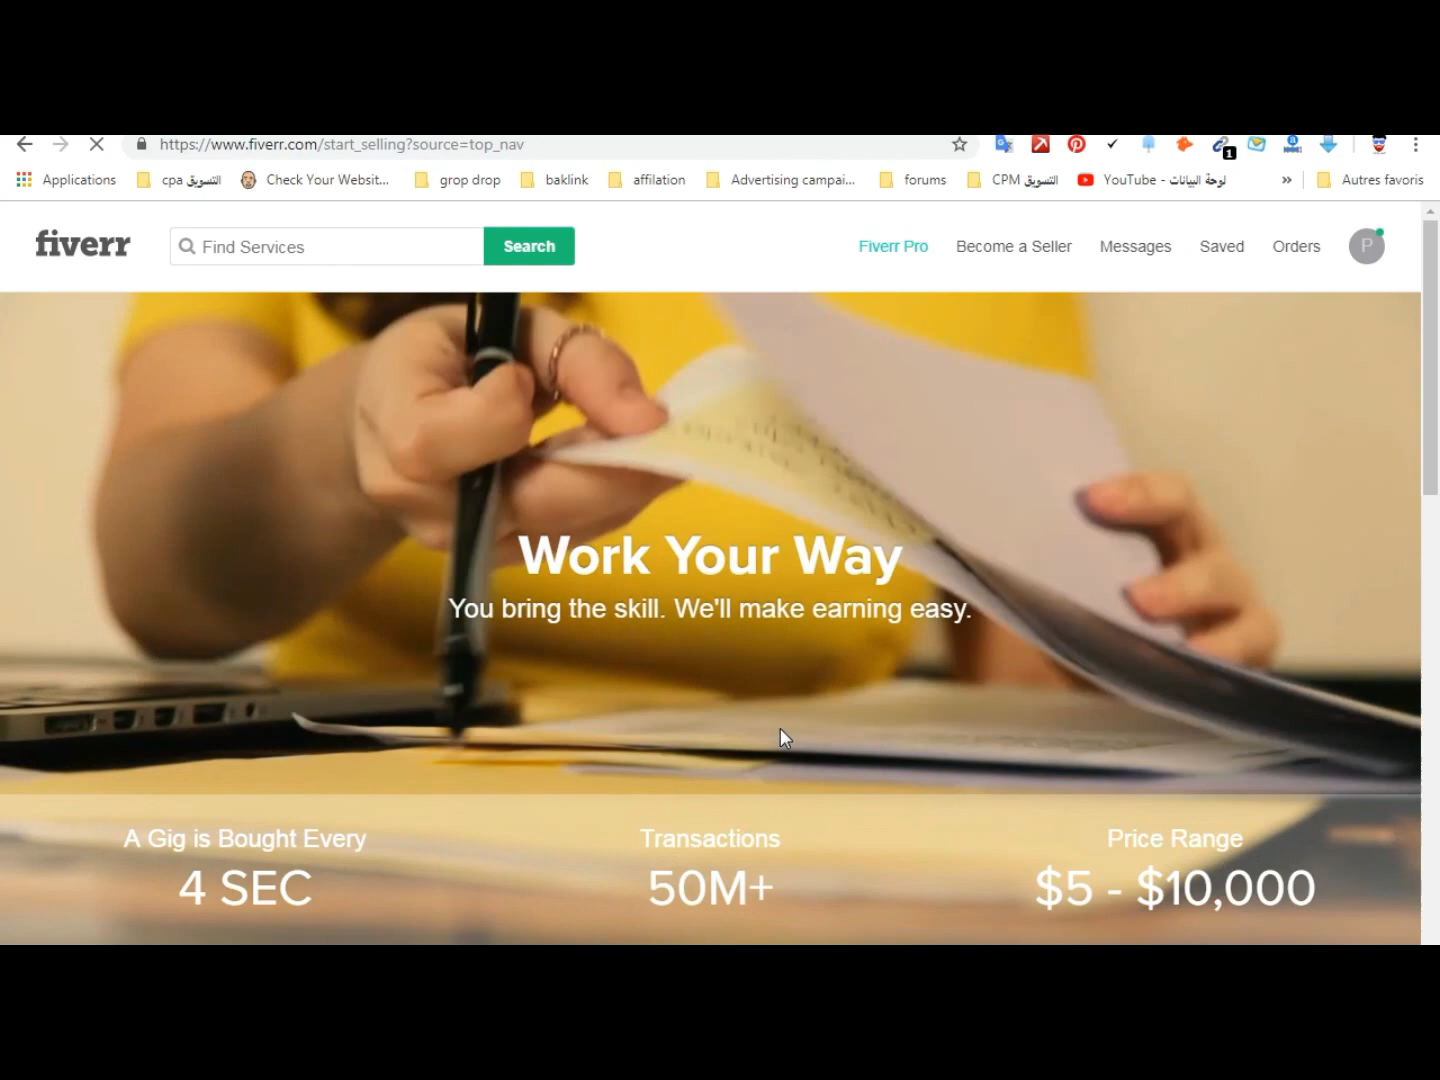 https://www.fiverr.com/start_selling?source=top_nav
1
Applications cpa التسويق Check Your Websit... grop drop baklink affilation Advertising campai... forums CPM التسويق YouTube - لوحة البيانات » Autres favoris
fiverr Find Services Search Fiverr Pro Become a Seller Messages Saved Orders P
Work Your Way
You bring the skill. We'll make earning easy.
A Gig is Bought Every Transactions Price Range
4 SEC 50M+ $5 - $10,000